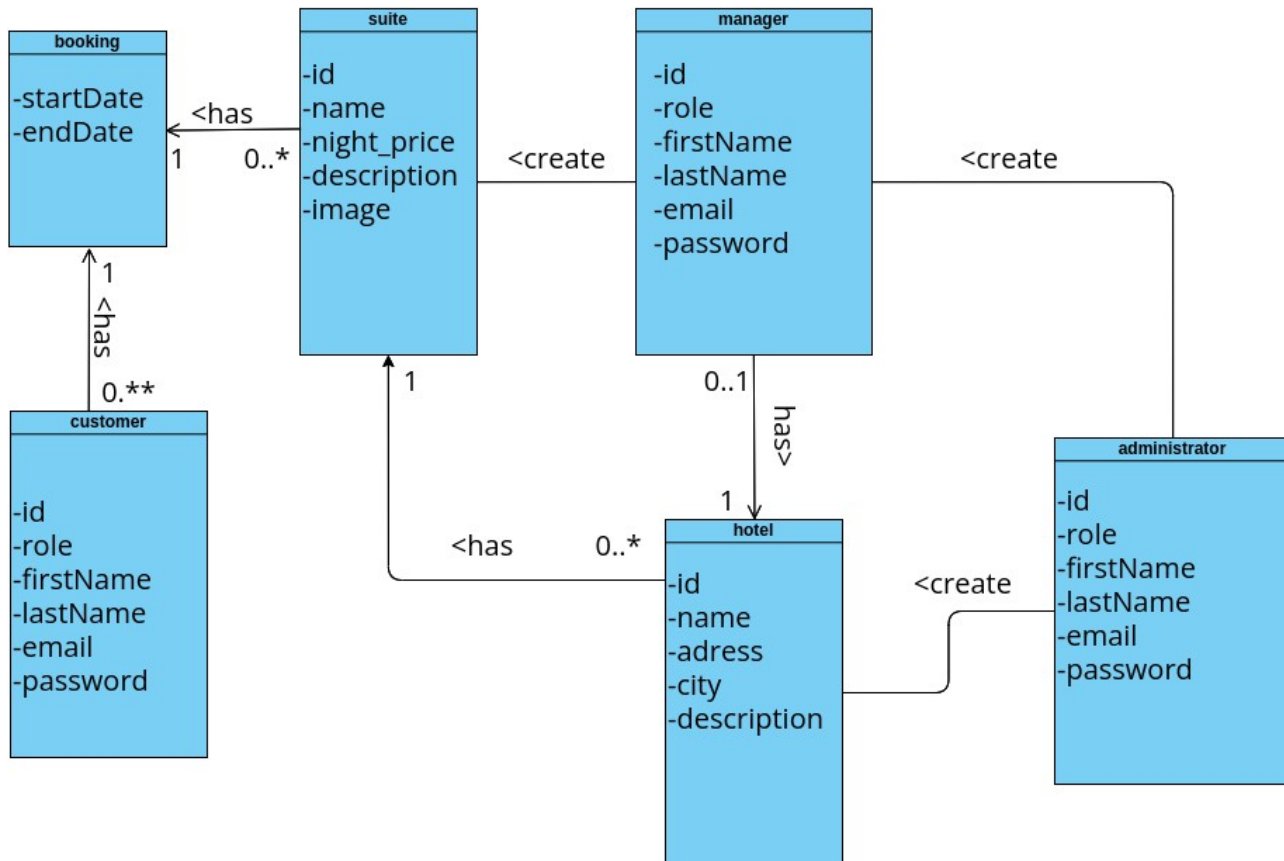 booking
-startDate
-endDate
<has
1
0..*
suite
-id
-name
-night_price
-description
-image
<create
manager
-id
-role
-firstName
-lastName
-email
-password
<create
1
<has
0.**
customer
-id
-role
-firstName
-lastName
-email
-password
1
<has
0..*
0..1
has>
1
hotel
-id
-name
-adress
-city
-description
<create
administrator
-id
-role
-firstName
-lastName
-email
-password